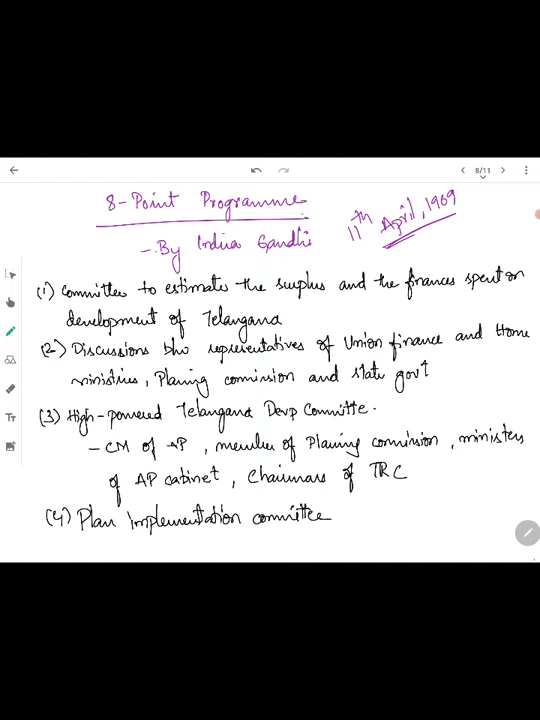 8/11
8-Point Programme
11th April, 1969
- By Indira Gandhi
(1) Committee to estimate the surplus and the finances spent on
development of Telangana
(2) Discussions b/w representatives of Union finance and Home
ministries, Planing commission and state govt
(3) High-powered Telangana Devp Committe.
- CM of AP, member of Planing commission, ministers
of AP cabinet, Chairmans of TRC
(4) Plan Implementation committee
Tт